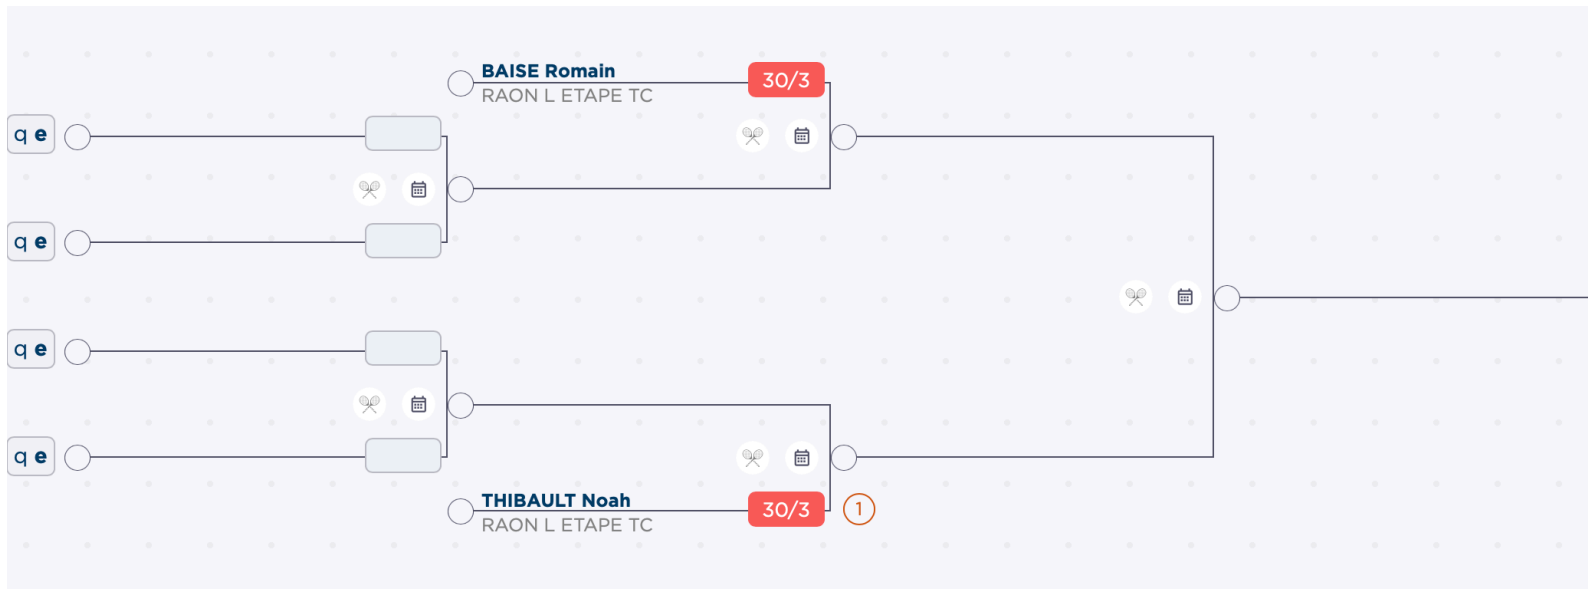 BAISE Romain
30/3
RAON L ETAPE TC
q e
q e
q e
q e
THIBAULT Noah
30/3
1
RAON L ETAPE TC